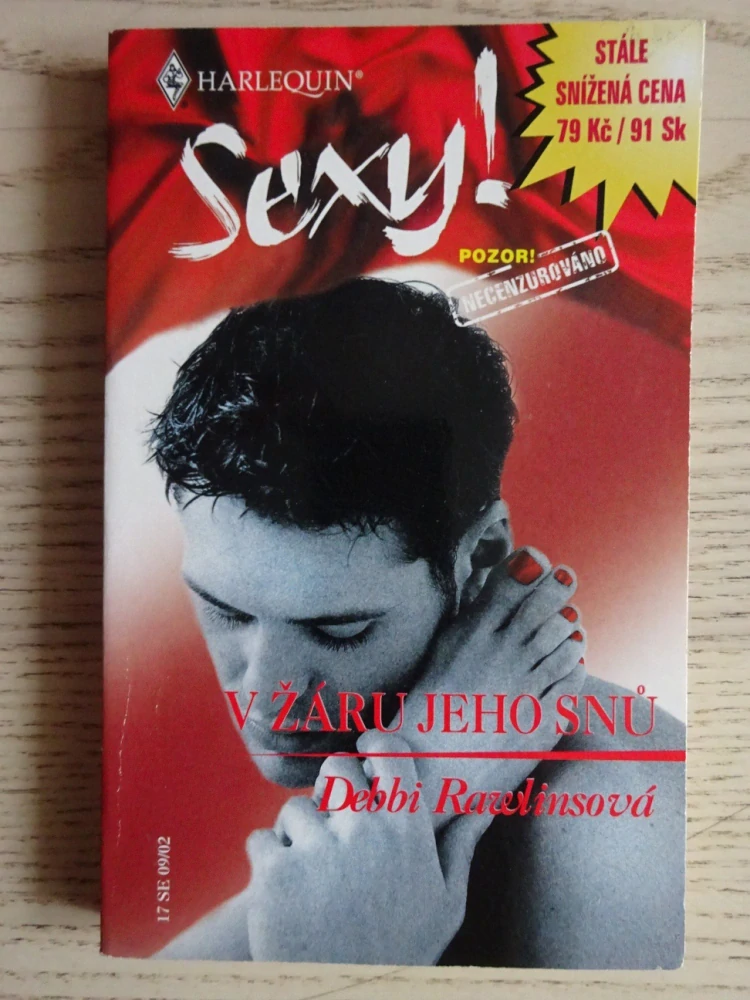 HARLEQUIN®
Sexy!
STÁLE
SNÍŽENÁ CENA
79 Kč / 91 Sk
POZOR!
NECENZUROVÁNO
V ŽÁRU JEHO SNŮ
Debbi Rawlinsová
17 SE 09/02